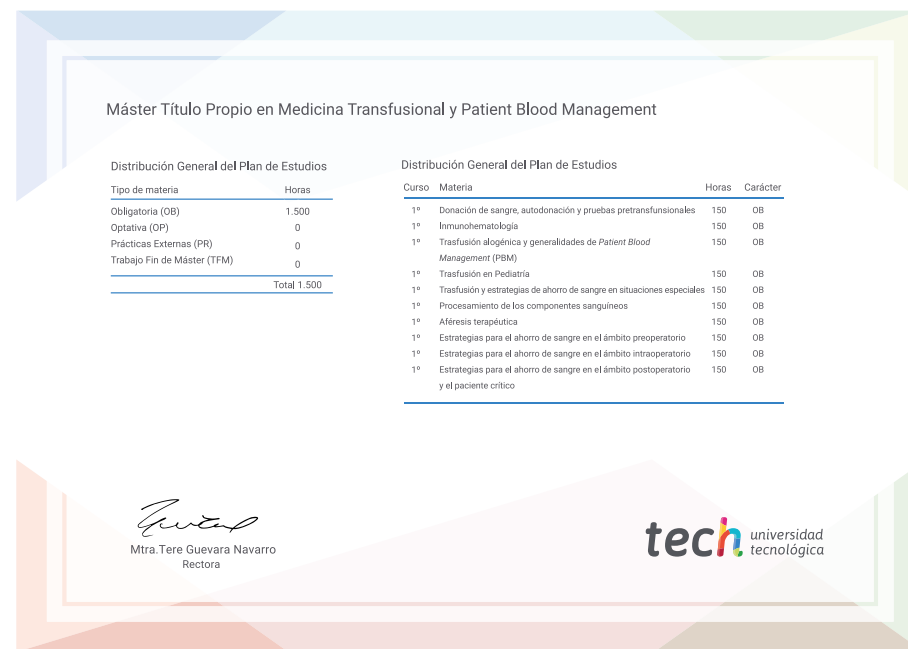 Máster Título Propio en Medicina Transfusional y Patient Blood Management
Distribución General del Plan de Estudios
Tipo de materia Horas
Obligatoria (OB) 1.500
Optativa (OP) 0
Prácticas Externas (PR) 0
Trabajo Fin de Máster (TFM) 0
Total 1.500
Distribución General del Plan de Estudios
Curso Materia Horas Carácter
1º Donación de sangre, autodonación y pruebas pretransfunsionales 150 OB
1º Inmunohematología 150 OB
1º Trasfusión alogénica y generalidades de Patient Blood 150 OB
Management (PBM)
1º Trasfusión en Pediatría 150 OB
1º Trasfusión y estrategias de ahorro de sangre en situaciones especiales 150 OB
1º Procesamiento de los componentes sanguíneos 150 OB
1º Aféresis terapéutica 150 OB
1º Estrategias para el ahorro de sangre en el ámbito preoperatorio 150 OB
1º Estrategias para el ahorro de sangre en el ámbito intraoperatorio 150 OB
1º Estrategias para el ahorro de sangre en el ámbito postoperatorio 150 OB
y el paciente crítico
Mtra.Tere Guevara Navarro
Rectora
tech universidad
tecnológica